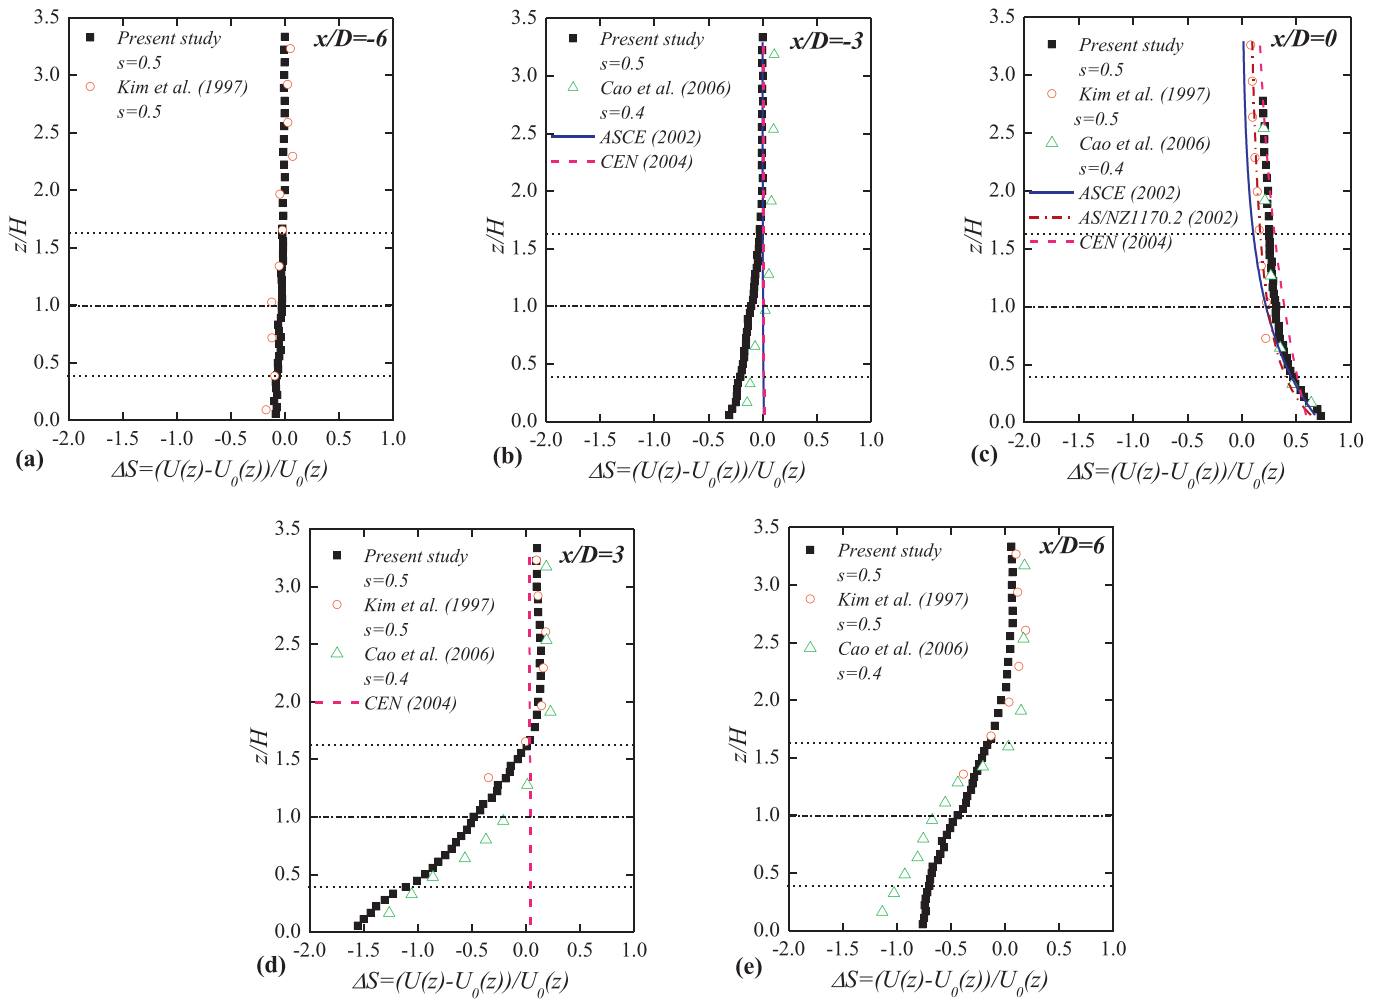 3.5
3.0
2.5
2.0
1.5
1.0
0.5
0.0
z/H
x/D=-6
Present study
s=0.5
Kim et al. (1997)
s=0.5
-2.0 -1.5 -1.0 -0.5 0.0 0.5 1.0
(a)
ΔS=(U(z)-U0(z))/U0(z)
3.5
3.0
2.5
2.0
1.5
1.0
0.5
0.0
z/H
x/D=-3
Present study
s=0.5
Cao et al. (2006)
s=0.4
ASCE (2002)
CEN (2004)
-2.0 -1.5 -1.0 -0.5 0.0 0.5 1.0
(b)
ΔS=(U(z)-U0(z))/U0(z)
3.5
3.0
2.5
2.0
1.5
1.0
0.5
0.0
z/H
x/D=0
Present study
s=0.5
Kim et al. (1997)
s=0.5
Cao et al. (2006)
s=0.4
ASCE (2002)
AS/NZ1170.2 (2002)
CEN (2004)
-2.0 -1.5 -1.0 -0.5 0.0 0.5 1.0
(c)
ΔS=(U(z)-U0(z))/U0(z)
3.5
3.0
2.5
2.0
1.5
1.0
0.5
0.0
z/H
x/D=3
Present study
s=0.5
Kim et al. (1997)
s=0.5
Cao et al. (2006)
s=0.4
CEN (2004)
-2.0 -1.5 -1.0 -0.5 0.0 0.5 1.0
(d)
ΔS=(U(z)-U0(z))/U0(z)
3.5
3.0
2.5
2.0
1.5
1.0
0.5
0.0
z/H
x/D=6
Present study
s=0.5
Kim et al. (1997)
s=0.5
Cao et al. (2006)
s=0.4
-2.0 -1.5 -1.0 -0.5 0.0 0.5 1.0
(e)
ΔS=(U(z)-U0(z))/U0(z)